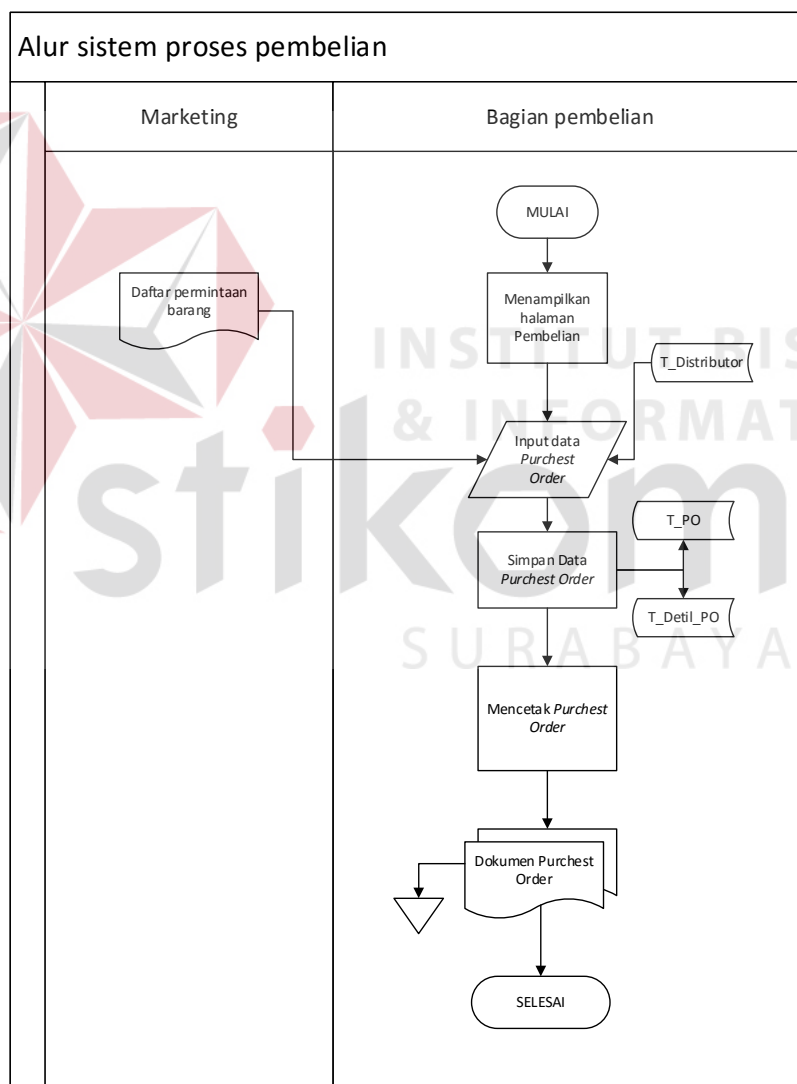 Alur sistem proses pembelian
Marketing
Bagian pembelian
MULAI
Daftar permintaan
barang
Menampilkan
halaman
Pembelian
INSTITUT BIS
T_Distributor
& INFORMAT
Input data
Purchest
Order
stikom
T_PO
Simpan Data
Purchest Order
T_Detil_PO
SURABAYA
Mencetak Purchest
Order
Dokumen Purchest
Order
SELESAI